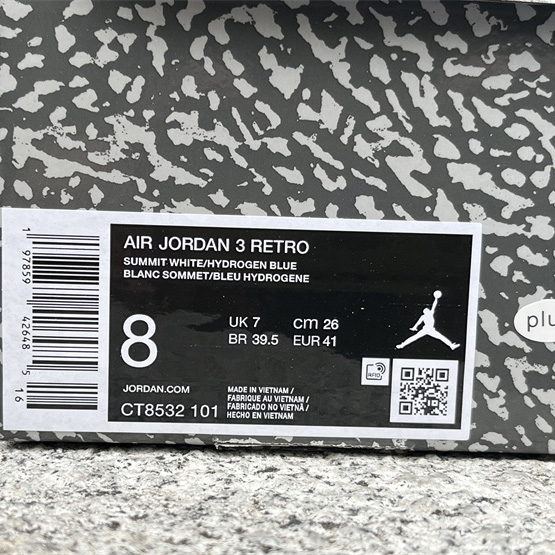 AIR JORDAN 3 RETRO
SUMMIT WHITE/HYDROGEN BLUE
BLANC SOMMET/BLEU HYDROGENE
8
UK 7 cm 26
BR 39.5 EUR 41
RFID
JORDAN.COM
CT8532 101
MADE IN VIETNAM /
FABRIQUE AU VIETNAM /
FABRICADO NO VIETNÃ /
HECHO EN VIETNAM
1 97859 42648 5
16
plu